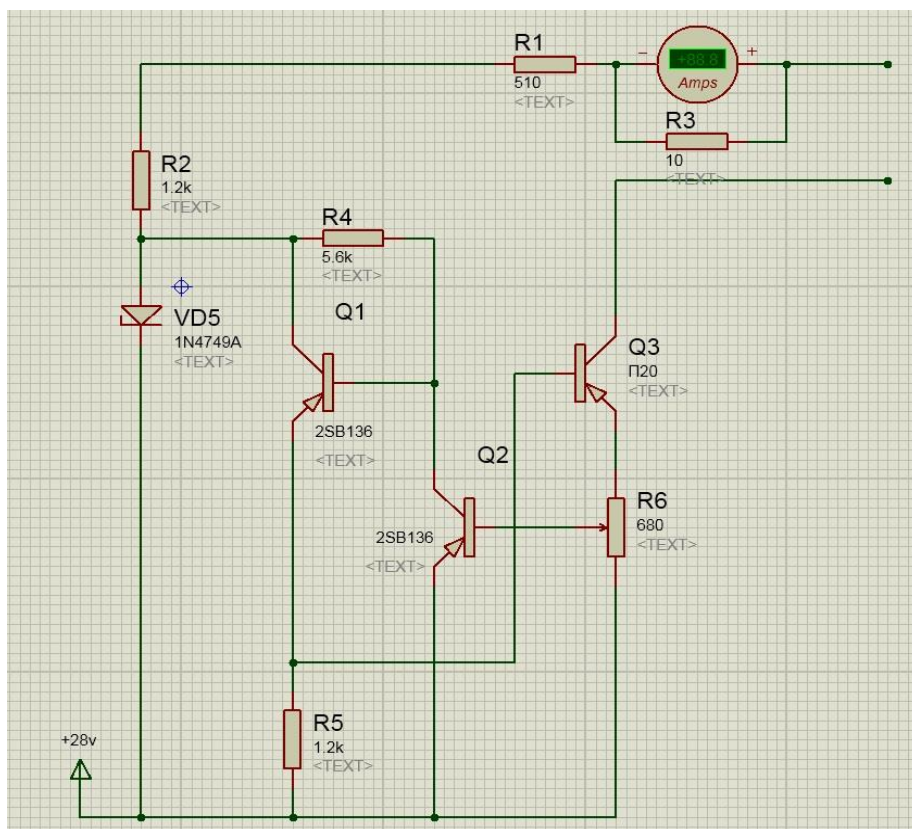 R1
510
<TEXT>
+88.8
Amps
− +
R3
10
<TEXT>
R2
1.2k
<TEXT>
R4
5.6k
<TEXT>
VD5
1N4749A
<TEXT>
Q1
2SB136
<TEXT>
Q3
П20
<TEXT>
Q2
2SB136
<TEXT>
R6
680
<TEXT>
R5
1.2k
<TEXT>
+28v